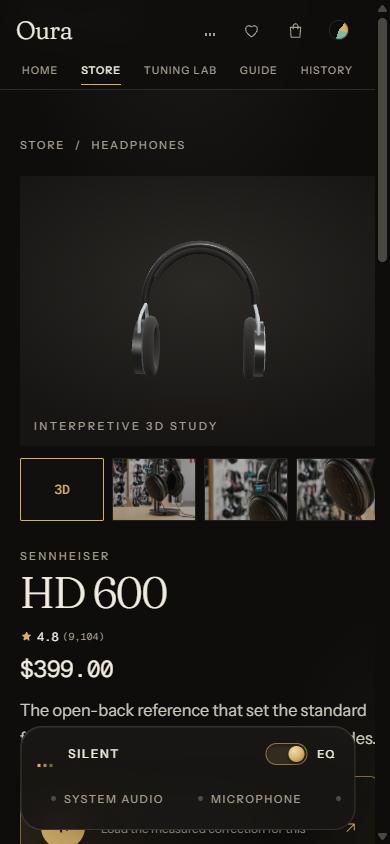 Oura
HOME STORE TUNING LAB GUIDE HISTORY
STORE / HEADPHONES
INTERPRETIVE 3D STUDY
3D
SENNHEISER
HD 600
4.8 (9,104)
$399.00
The open-back reference that set the standard
SILENT EQ
SYSTEM AUDIO MICROPHONE
Load the measured correction for this